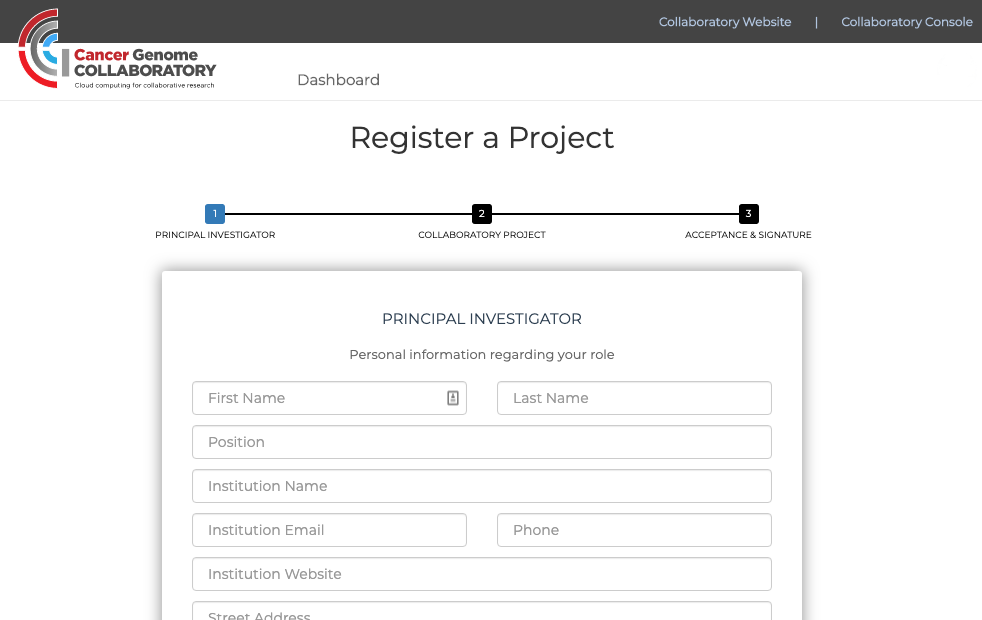 Collaboratory Website | Collaboratory Console
Cancer Genome
COLLABORATORY
Cloud computing for collaborative research
Dashboard
Register a Project
1 2 3
PRINCIPAL INVESTIGATOR COLLABORATORY PROJECT ACCEPTANCE & SIGNATURE
PRINCIPAL INVESTIGATOR
Personal information regarding your role
First Name Last Name
Position
Institution Name
Institution Email Phone
Institution Website
Street Address